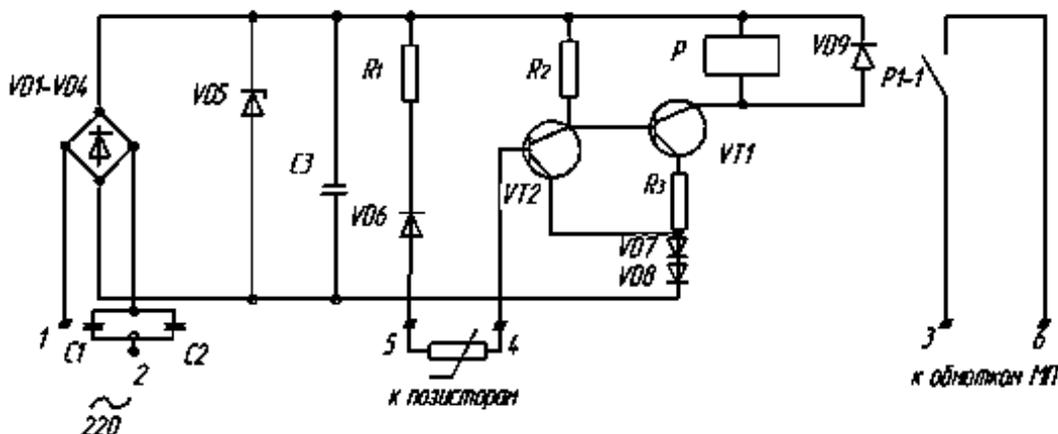 VD1-VD4
VD5
C3
R1
VD6
R2
VT2
VT1
R3
VD7
VD8
P
VD9
P1-1
1
C1
2
C2
5
4
3
6
~
220
к позисторам
к обмоткам МП